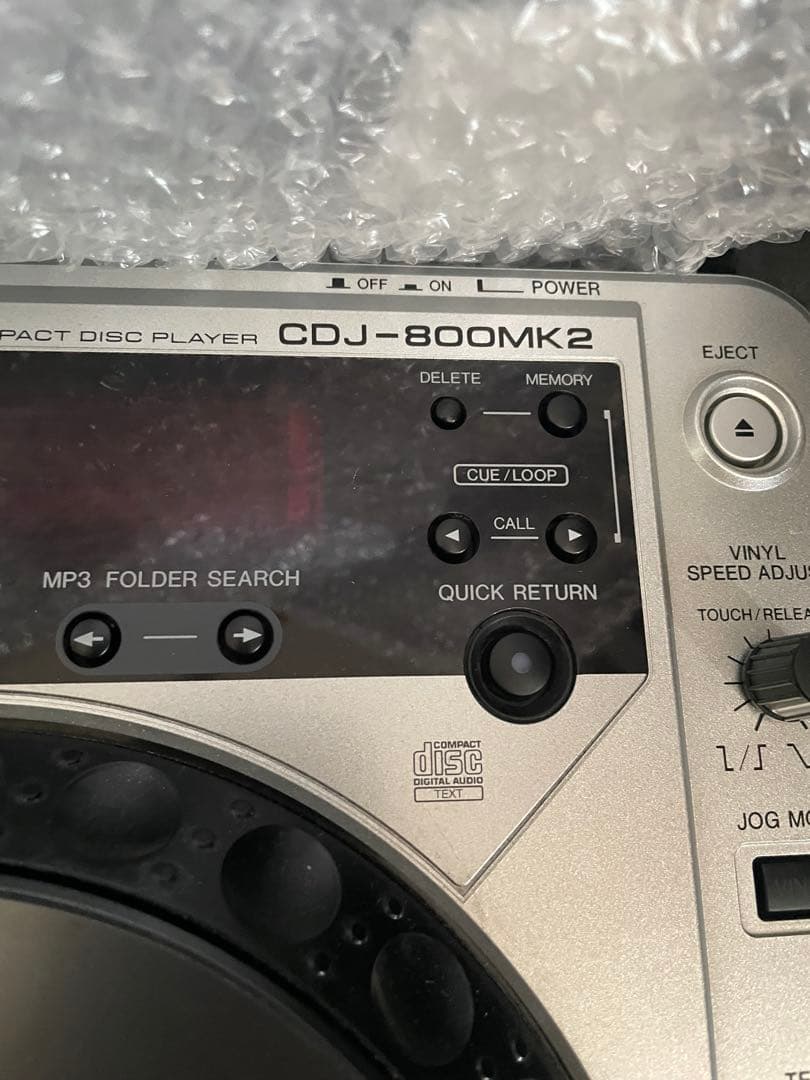 OFF ON POWER
PACT DISC PLAYER CDJ-800MK2
EJECT
DELETE MEMORY
CUE/LOOP
CALL
VINYL
SPEED ADJUS
MP3 FOLDER SEARCH
QUICK RETURN
TOUCH/RELEA
COMPACT
disc
DIGITAL AUDIO
TEXT
JOG MO